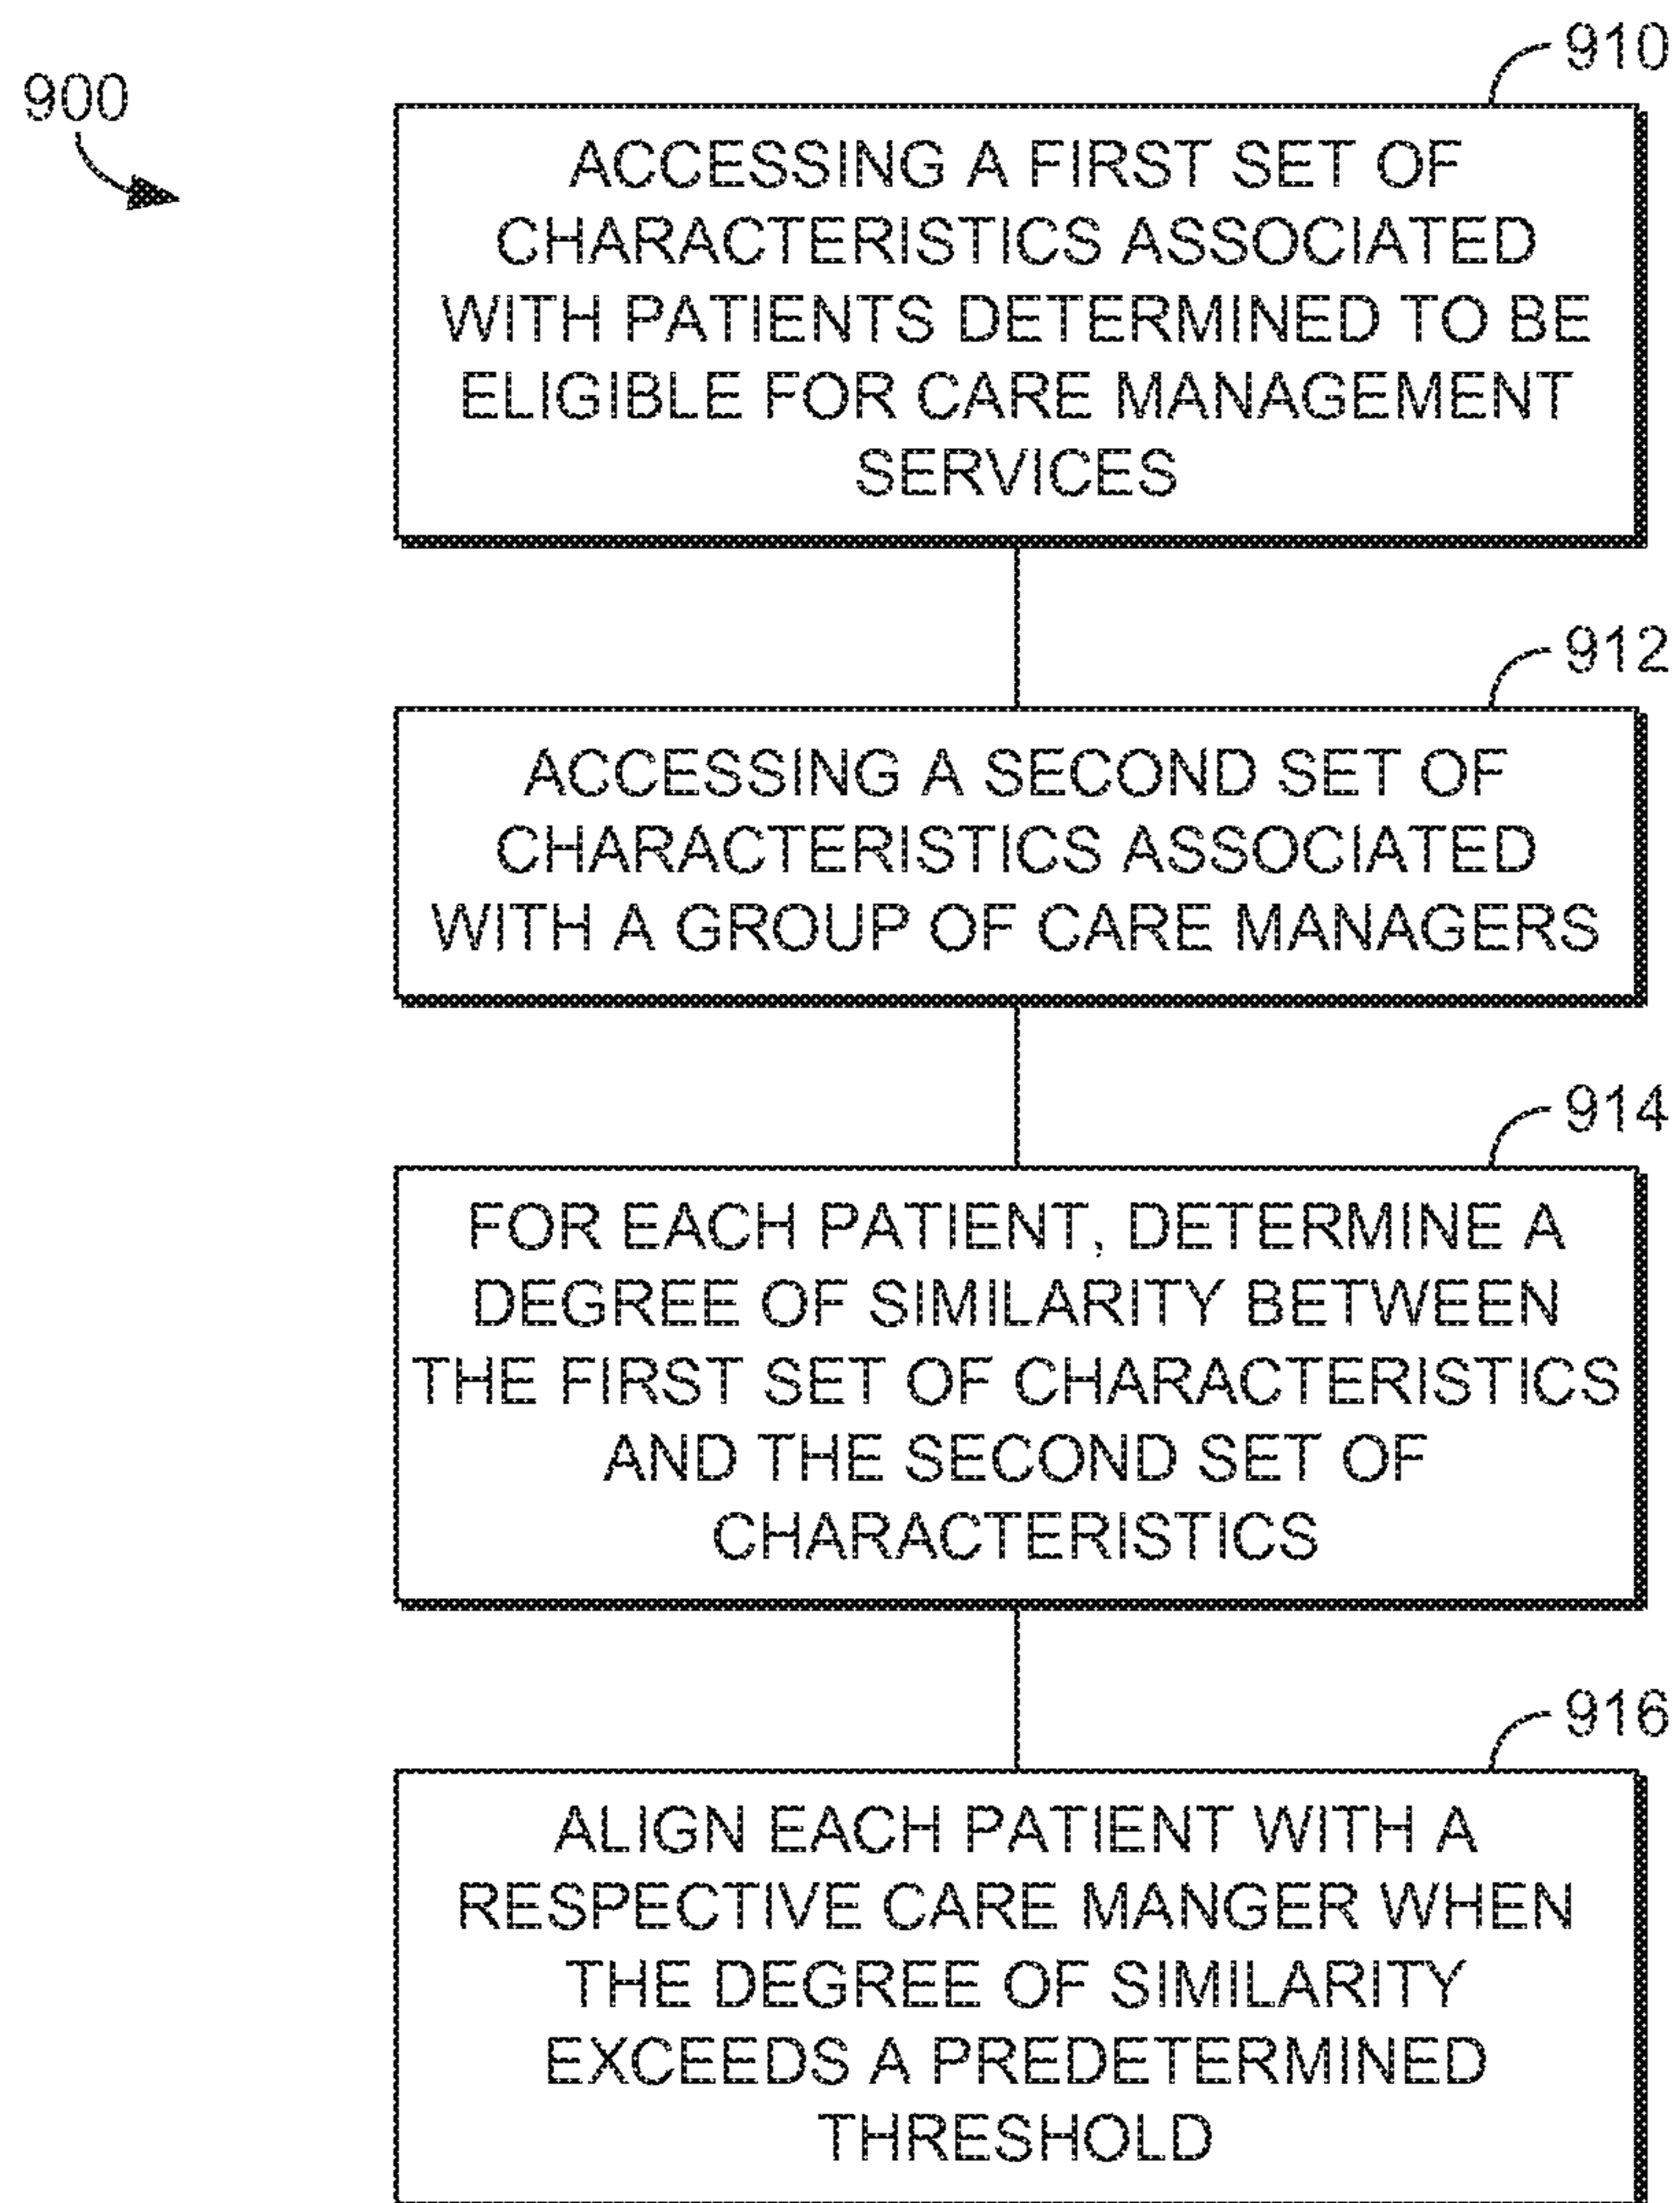 900
910
ACCESSING A FIRST SET OF
CHARACTERISTICS ASSOCIATED
WITH PATIENTS DETERMINED TO BE
ELIGIBLE FOR CARE MANAGEMENT
SERVICES
912
ACCESSING A SECOND SET OF
CHARACTERISTICS ASSOCIATED
WITH A GROUP OF CARE MANAGERS
914
FOR EACH PATIENT, DETERMINE A
DEGREE OF SIMILARITY BETWEEN
THE FIRST SET OF CHARACTERISTICS
AND THE SECOND SET OF
CHARACTERISTICS
916
ALIGN EACH PATIENT WITH A
RESPECTIVE CARE MANGER WHEN
THE DEGREE OF SIMILARITY
EXCEEDS A PREDETERMINED
THRESHOLD